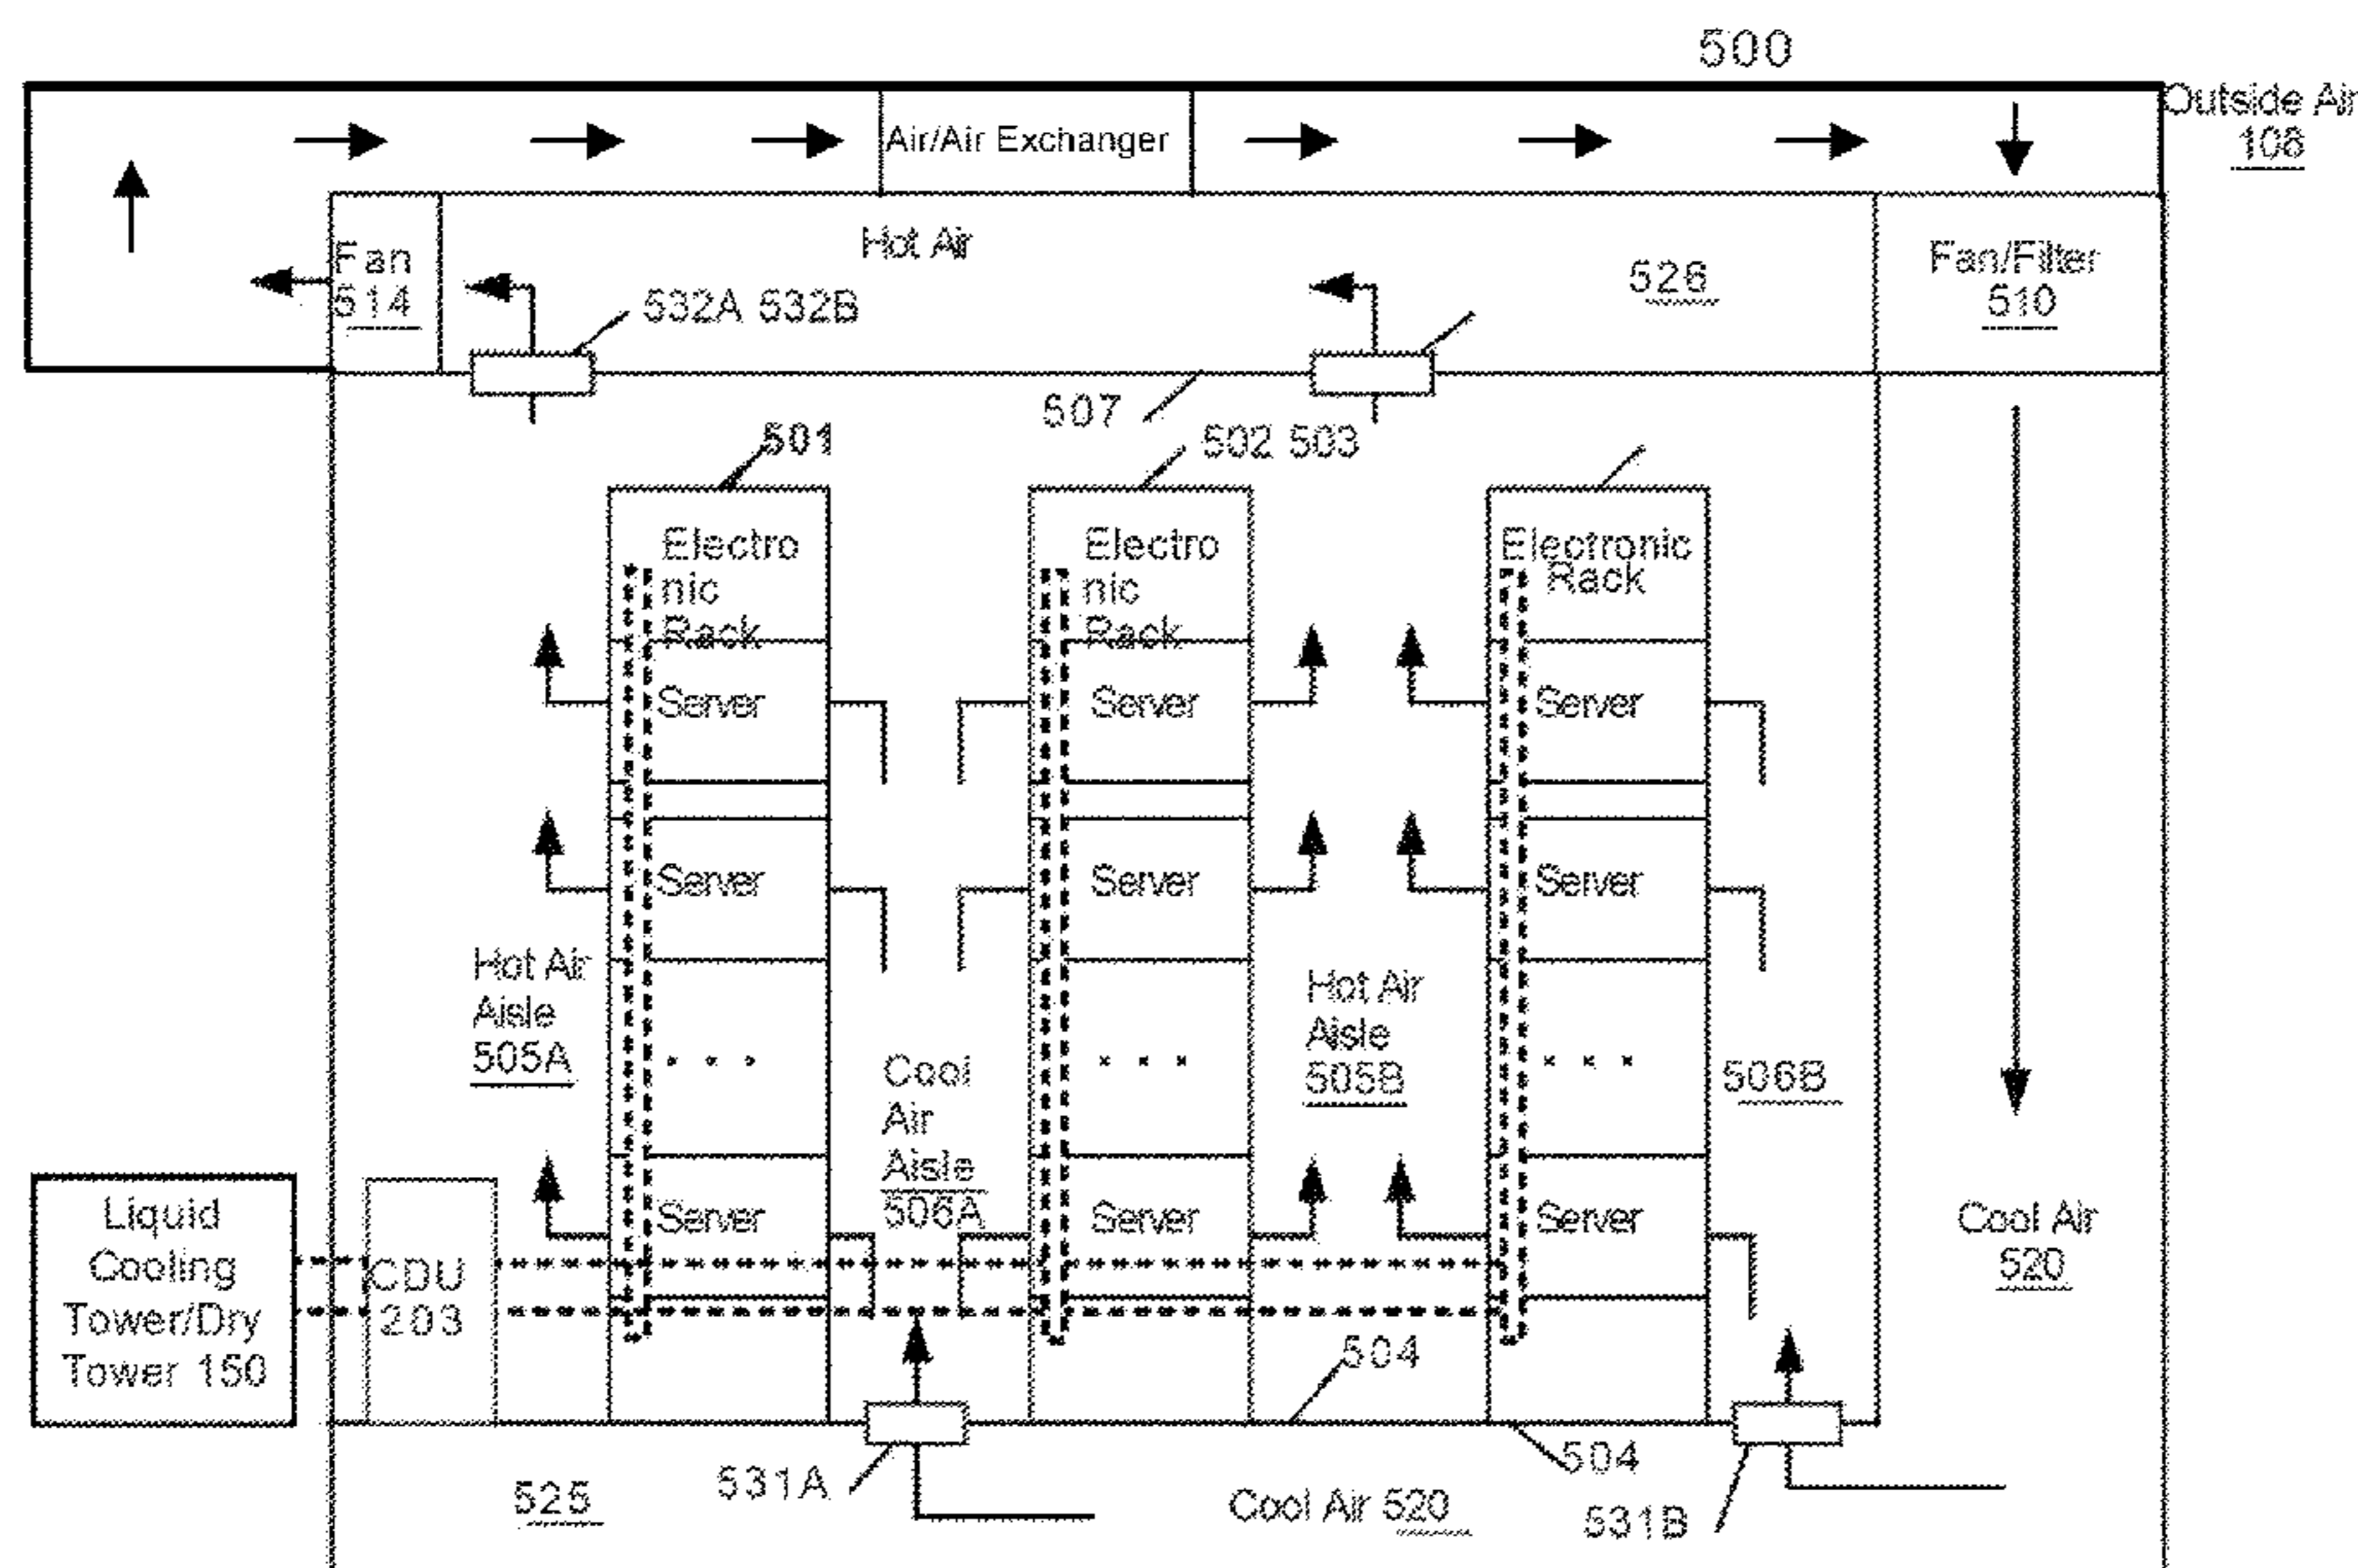 500
Outside Air
108
Air/Air Exchanger
Hot Air
Fan
514
532A 532B
526
Fan/Filter
510
507
501
502 503
Electro
nic
Rack
Server
Server
. . .
Server
Electro
nic
Rack
Server
Server
. . .
Server
Electronic
Rack
Server
Server
. . .
Server
Hot Air
Aisle
505A
Cool
Air
Aisle
506A
Hot Air
Aisle
505B
506B
Liquid
Cooling
Tower/Dry
Tower 150
CDU
203
Cool Air
520
504
504
531A
525
Cool Air 520
531B